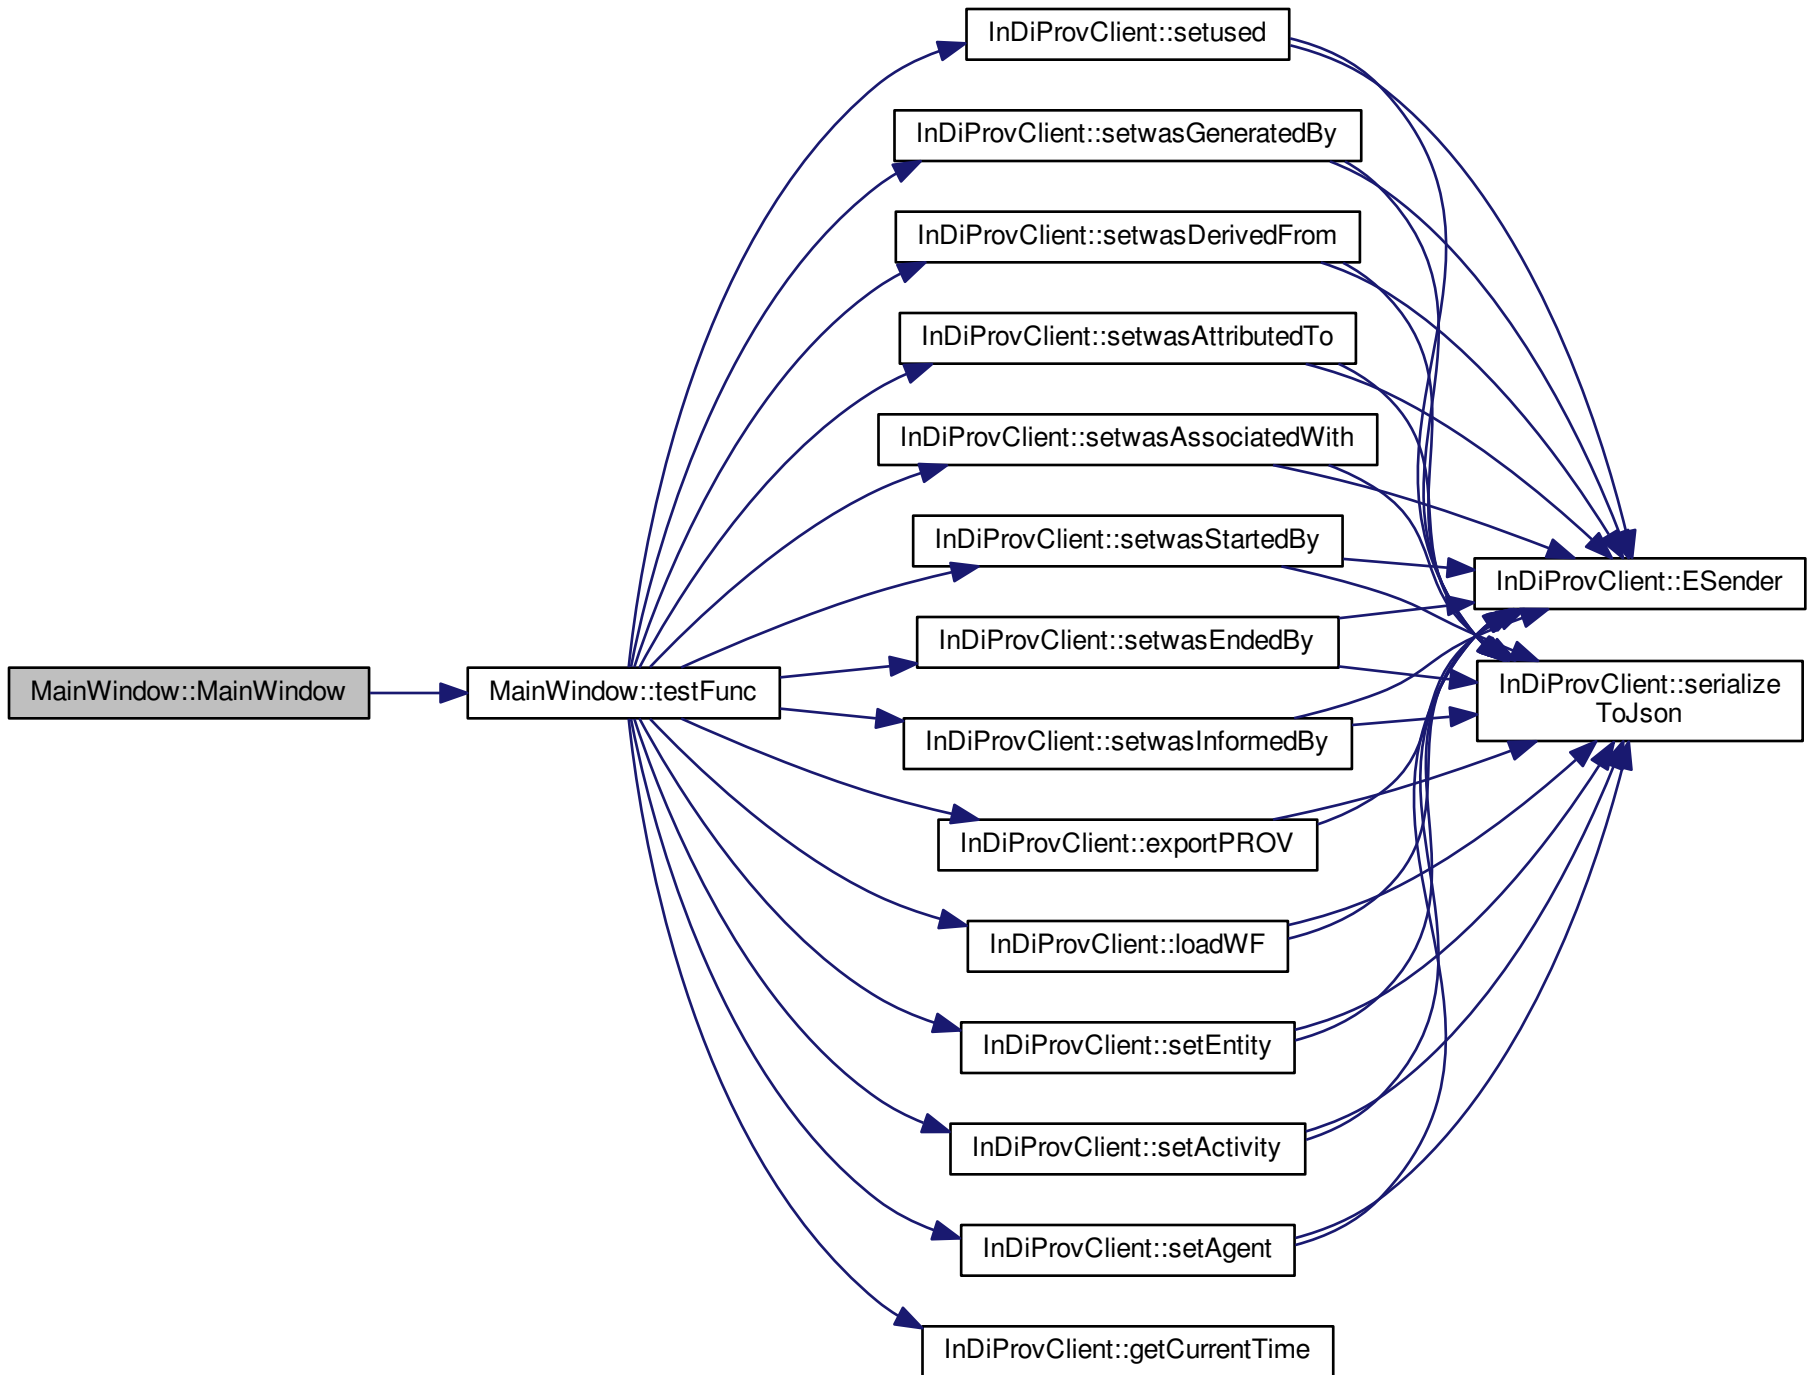 MainWindow::MainWindow
MainWindow::testFunc
InDiProvClient::setused
InDiProvClient::setwasGeneratedBy
InDiProvClient::setwasDerivedFrom
InDiProvClient::setwasAttributedTo
InDiProvClient::setwasAssociatedWith
InDiProvClient::setwasStartedBy
InDiProvClient::setwasEndedBy
InDiProvClient::setwasInformedBy
InDiProvClient::exportPROV
InDiProvClient::loadWF
InDiProvClient::setEntity
InDiProvClient::setActivity
InDiProvClient::setAgent
InDiProvClient::getCurrentTime
InDiProvClient::ESender
InDiProvClient::serialize
ToJson